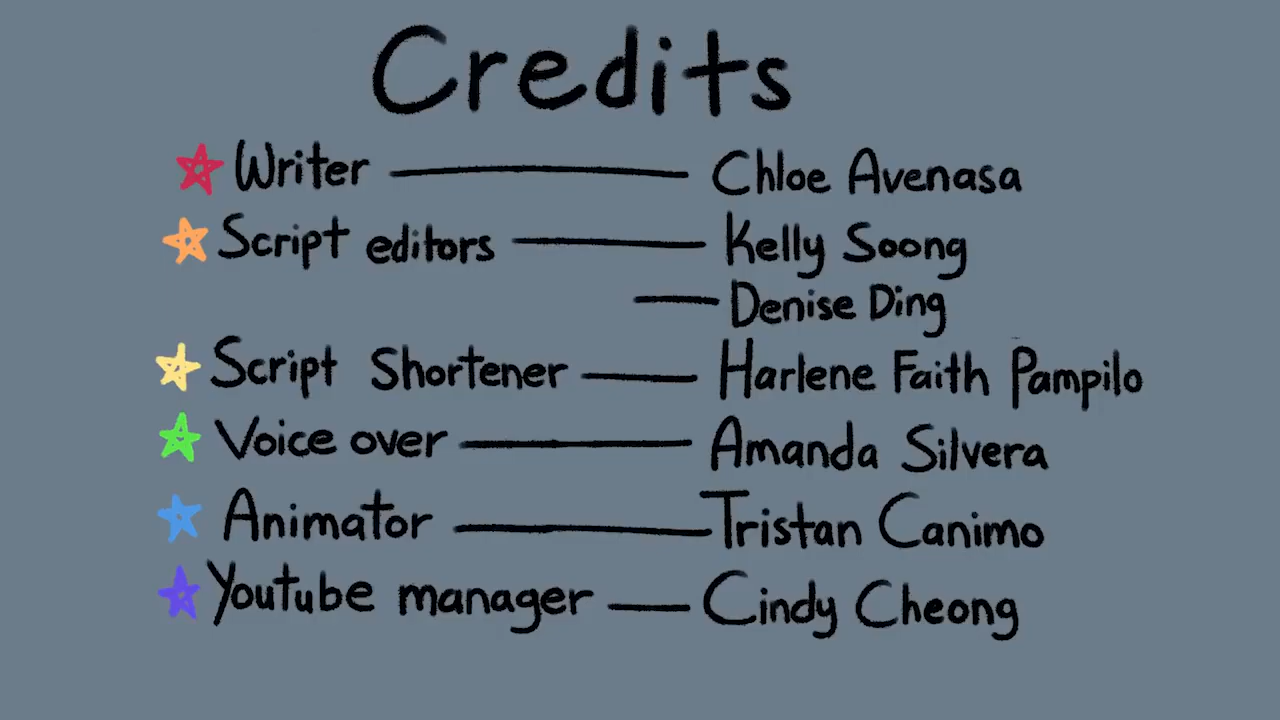 Credits
Writer — Chloe Avenasa
Script editors — Kelly Soong
— Denise Ding
Script Shortener — Harlene Faith Pampilo
Voice over — Amanda Silvera
Animator — Tristan Canimo
Youtube manager — Cindy Cheong